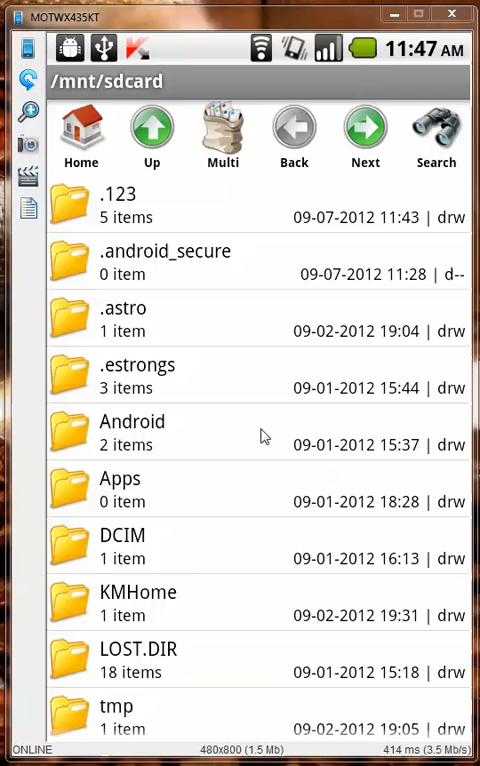 MOTWX435KT
11:47 AM
/mnt/sdcard
Home Up Multi Back Next Search
.123
5 items 09-07-2012 11:43 | drw
.android_secure
0 item 09-07-2012 11:28 | d--
.astro
1 item 09-02-2012 19:04 | drw
.estrongs
3 items 09-01-2012 15:44 | drw
Android
2 items 09-01-2012 15:37 | drw
Apps
0 item 09-01-2012 18:28 | drw
DCIM
1 item 09-01-2012 16:13 | drw
KMHome
1 item 09-02-2012 19:31 | drw
LOST.DIR
18 items 09-01-2012 15:18 | drw
tmp
1 item 09-02-2012 19:05 | drw
ONLINE 480x800 (1.5 Mb) 414 ms (3.5 Mb/s)